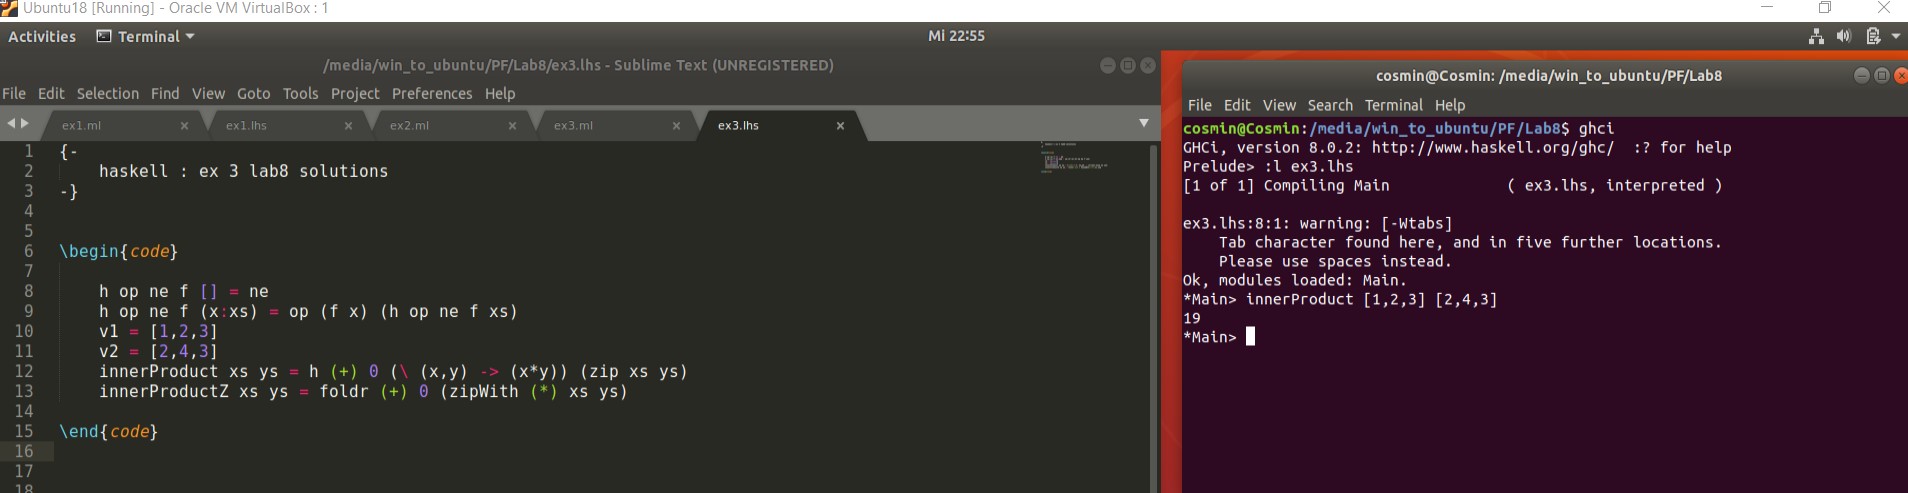 Ubuntu18 [Running] - Oracle VM VirtualBox : 1
Activities Terminal Mi 22:55
/media/win_to_ubuntu/PF/Lab8/ex3.lhs - Sublime Text (UNREGISTERED)
File Edit Selection Find View Goto Tools Project Preferences Help
ex1.ml × ex1.lhs × ex2.ml × ex3.ml × ex3.lhs ×
1 {-
2 haskell : ex 3 lab8 solutions
3 -}
4
5
6 \begin{code}
7
8 h op ne f [] = ne
9 h op ne f (x:xs) = op (f x) (h op ne f xs)
10 v1 = [1,2,3]
11 v2 = [2,4,3]
12 innerProduct xs ys = h (+) 0 (\ (x,y) -> (x*y)) (zip xs ys)
13 innerProductZ xs ys = foldr (+) 0 (zipWith (*) xs ys)
14
15 \end{code}
16
17
18
cosmin@Cosmin: /media/win_to_ubuntu/PF/Lab8
File Edit View Search Terminal Help
cosmin@Cosmin:/media/win_to_ubuntu/PF/Lab8$ ghci
GHCi, version 8.0.2: http://www.haskell.org/ghc/  :? for help
Prelude> :l ex3.lhs
[1 of 1] Compiling Main             ( ex3.lhs, interpreted )
ex3.lhs:8:1: warning: [-Wtabs]
Tab character found here, and in five further locations.
Please use spaces instead.
Ok, modules loaded: Main.
*Main> innerProduct [1,2,3] [2,4,3]
19
*Main>